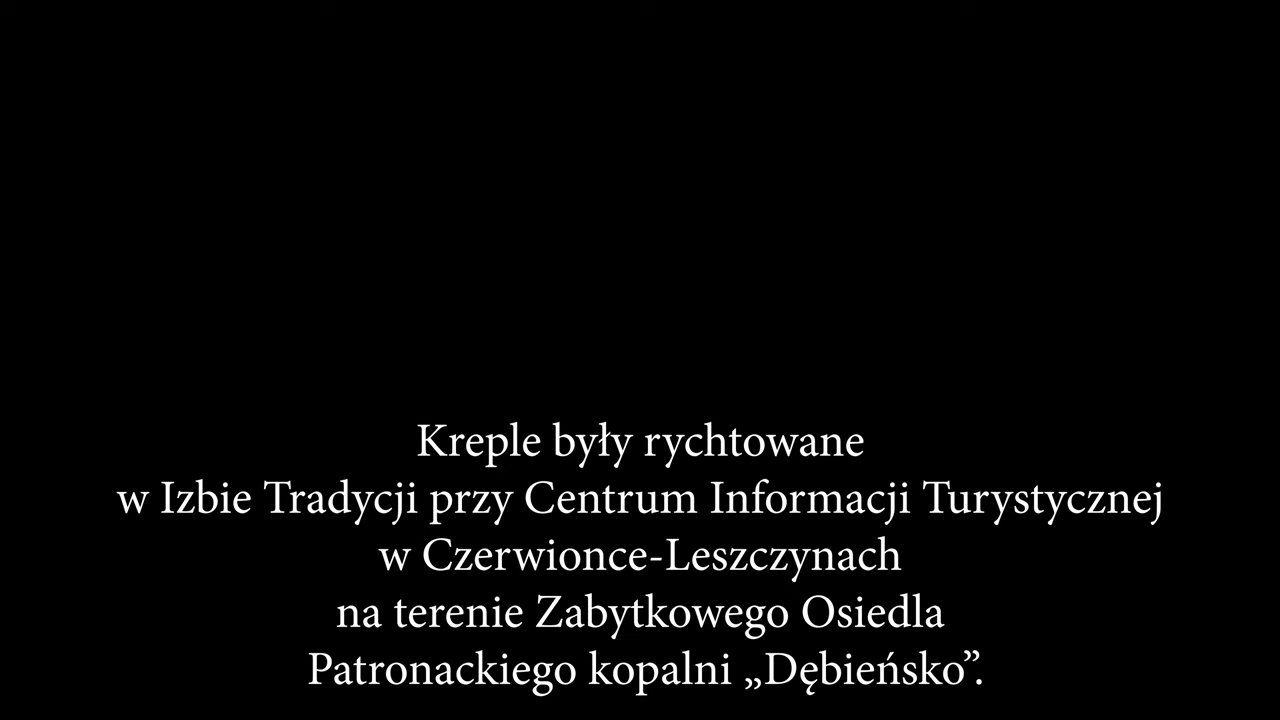 Kreple były rychtowane
w Izbie Tradycji przy Centrum Informacji Turystycznej
w Czerwionce-Leszczynach
na terenie Zabytkowego Osiedla
Patronackiego kopalni „Dębieńsko”.